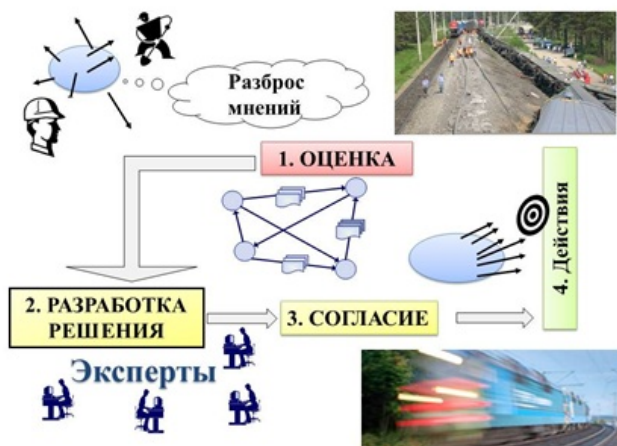 Разброс
мнений
1. ОЦЕНКА
2. РАЗРАБОТКА
РЕШЕНИЯ
3. СОГЛАСИЕ
4. Действия
Эксперты